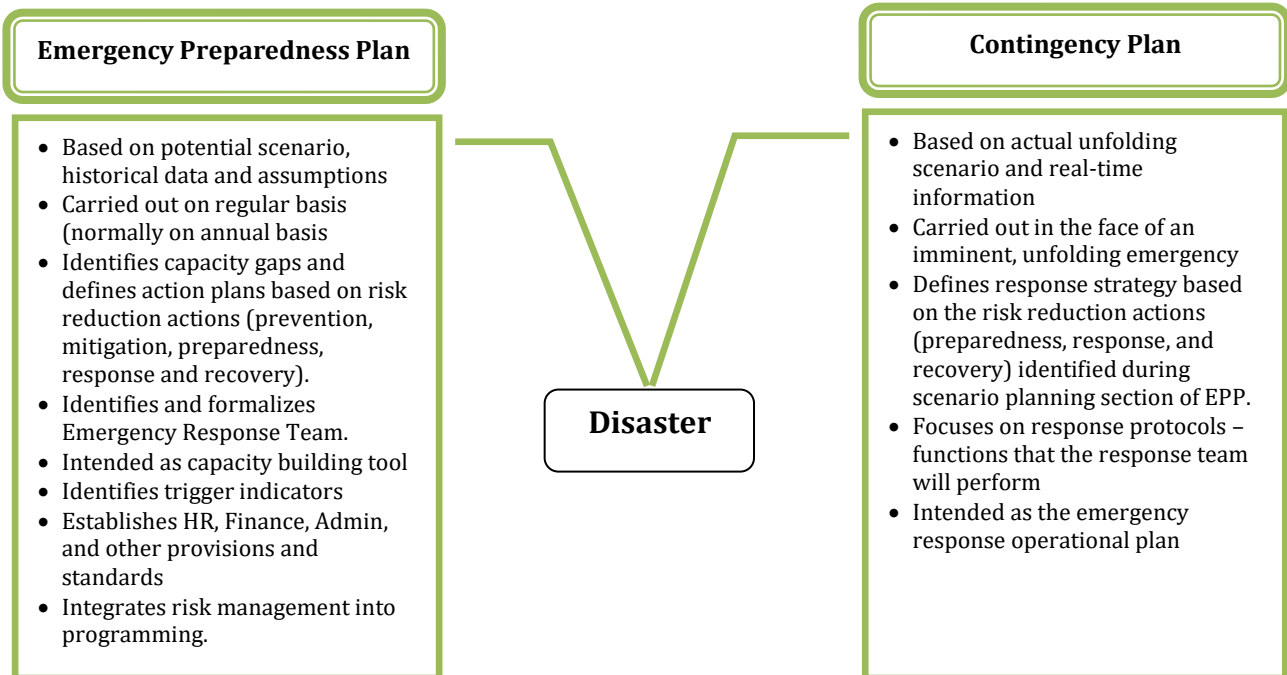 Emergency Preparedness Plan
• Based on potential scenario,
historical data and assumptions
• Carried out on regular basis
(normally on annual basis
• Identifies capacity gaps and
defines action plans based on risk
reduction actions (prevention,
mitigation, preparedness,
response and recovery).
• Identifies and formalizes
Emergency Response Team.
• Intended as capacity building tool
• Identifies trigger indicators
• Establishes HR, Finance, Admin,
and other provisions and
standards
• Integrates risk management into
programming.
Disaster
Contingency Plan
• Based on actual unfolding
scenario and real-time
information
• Carried out in the face of an
imminent, unfolding emergency
• Defines response strategy based
on the risk reduction actions
(preparedness, response, and
recovery) identified during
scenario planning section of EPP.
• Focuses on response protocols –
functions that the response team
will perform
• Intended as the emergency
response operational plan